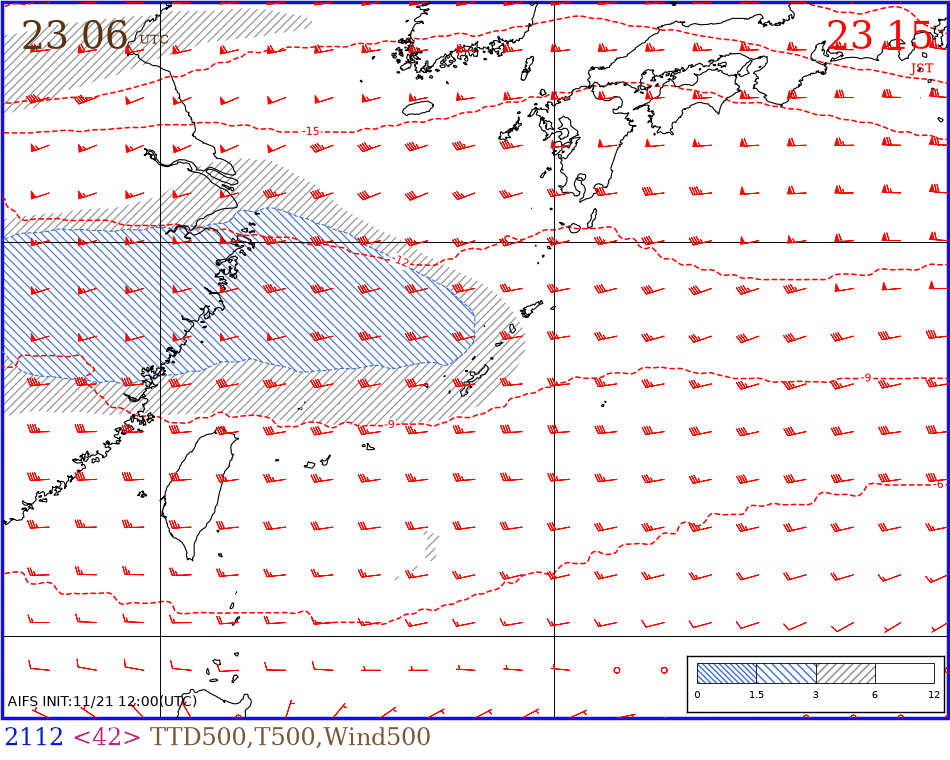 23 06 UTC
23 15 JST
-15
-12
-9
-9
-6
0 1.5 3 6 12
AIFS INIT:11/21 12:00(UTC)
2112 <42> TTD500,T500,Wind500